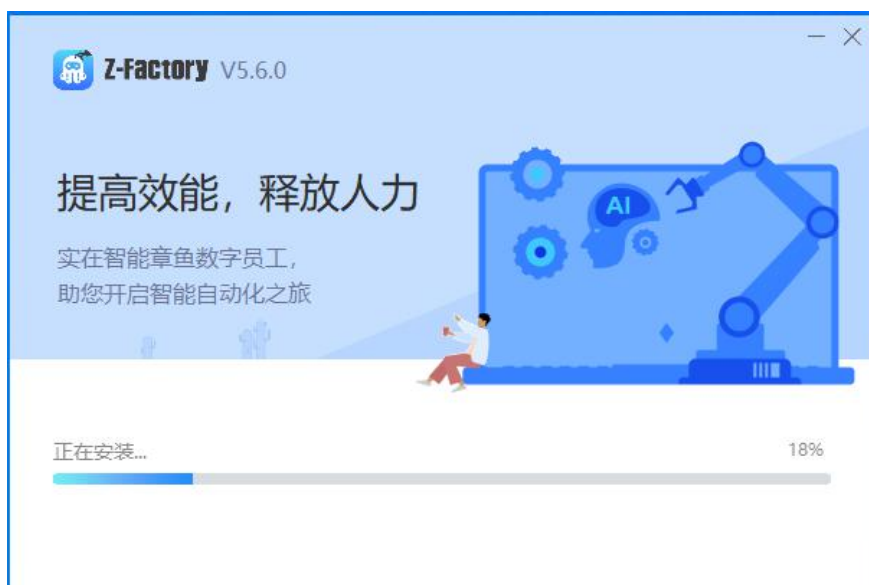 Z-Factory V5.6.0
提高效能，释放人力
实在智能章鱼数字员工，
助您开启智能自动化之旅
AI
正在安装...
18%